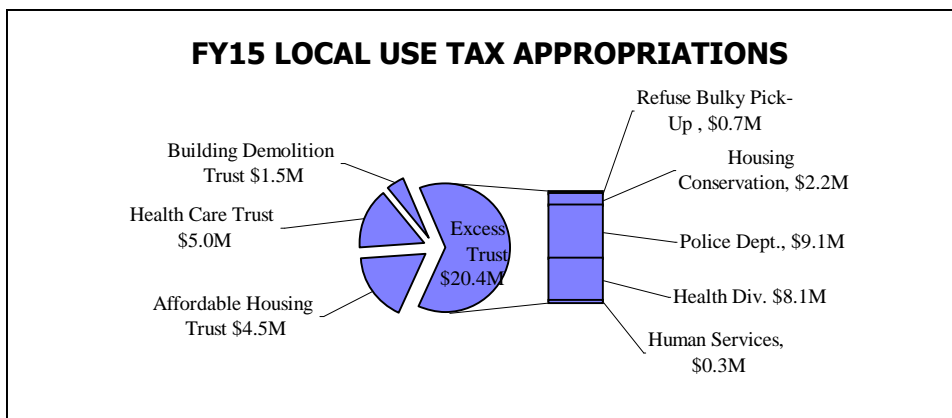 FY15 LOCAL USE TAX APPROPRIATIONS
Building Demolition
Trust $1.5M
Health Care Trust
$5.0M
Affordable Housing
Trust $4.5M
Excess
Trust
$20.4M
Refuse Bulky Pick-
Up , $0.7M
Housing
Conservation, $2.2M
Police Dept., $9.1M
Health Div. $8.1M
Human Services,
$0.3M